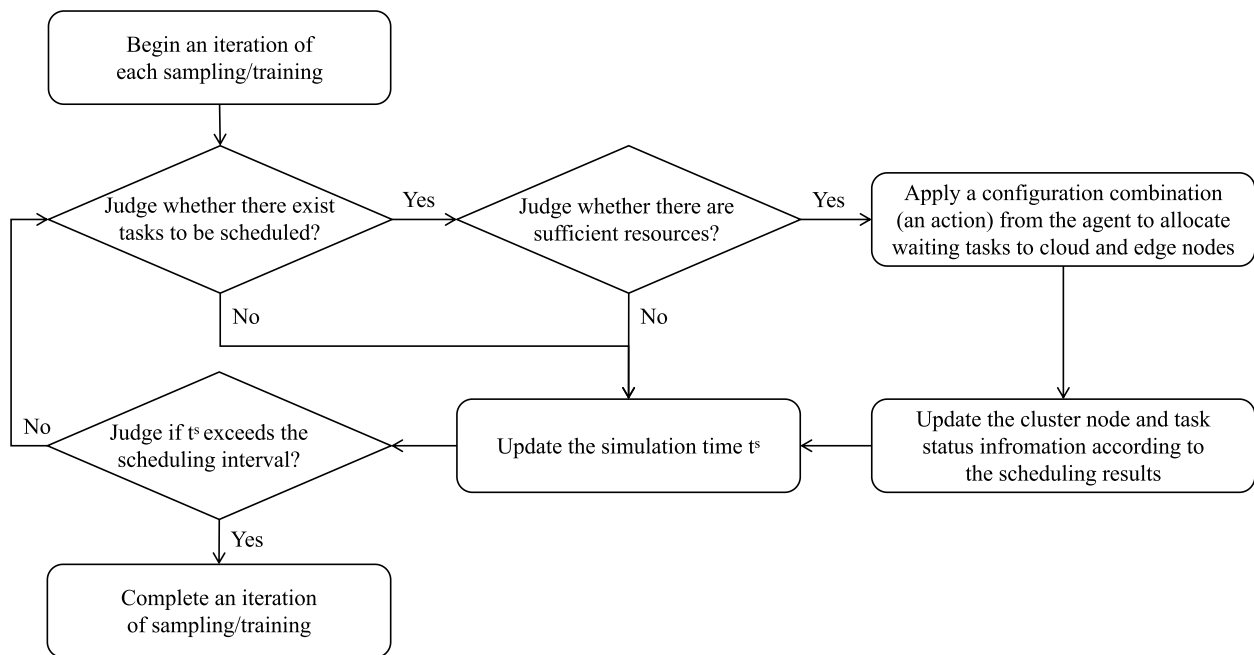 Begin an iteration of
each sampling/training
Judge whether there exist
tasks to be scheduled?
Yes
Judge whether there are
sufficient resources?
Yes
Apply a configuration combination
(an action) from the agent to allocate
waiting tasks to cloud and edge nodes
No
No
No
Judge if tˢ exceeds the
scheduling interval?
Update the simulation time tˢ
Update the cluster node and task
status infromation according to
the scheduling results
Yes
Complete an iteration
of sampling/training